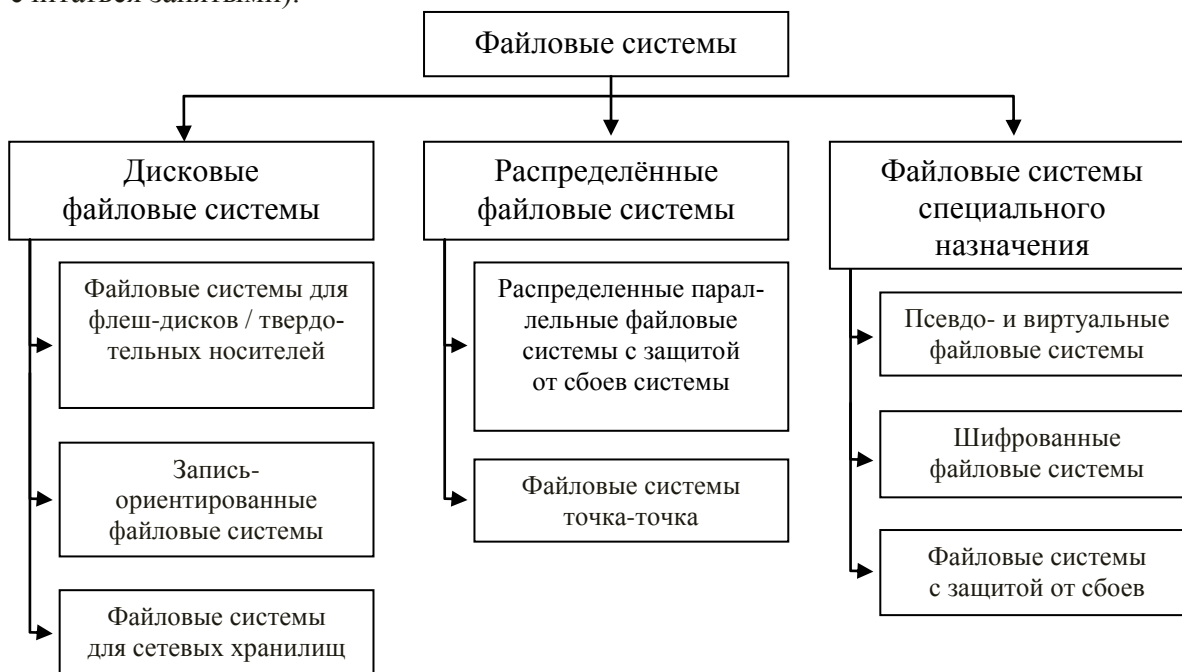 считаться занятыми).
Файловые системы
Дисковые
файловые системы
Файловые системы для
флеш-дисков / твердо-
тельных носителей
Запись-
ориентированные
файловые системы
Файловые системы
для сетевых хранилищ
Распределённые
файловые системы
Распределенные парал-
лельные файловые
системы с защитой
от сбоев системы
Файловые системы
точка-точка
Файловые системы
специального
назначения
Псевдо- и виртуальные
файловые системы
Шифрованные
файловые системы
Файловые системы
с защитой от сбоев